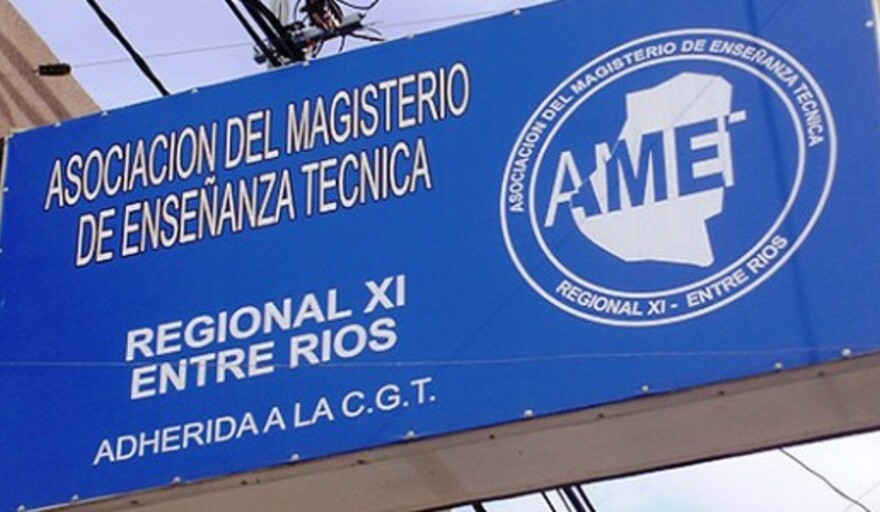 ASOCIACION DEL MAGISTERIO
DE ENSEÑANZA TECNICA
REGIONAL XI
ENTRE RIOS
ADHERIDA A LA C.G.T.
ASOCIACION DEL MAGISTERIO DE ENSEÑANZA TECNICA
AMET
REGIONAL XI - ENTRE RIOS